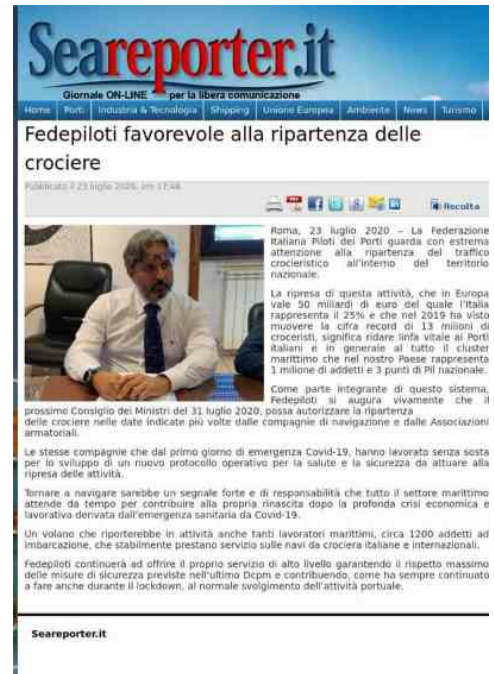 Seareporter.it
Giornale ON-LINE per la libera comunicazione
Home Porti Industria & Tecnologia Shipping Unione Europea Ambiente News Turismo
Fedepiloti favorevole alla ripartenza delle
crociere
Pubblicato il 23 luglio 2020, ore 17:46
Ascolta
Roma, 23 luglio 2020 – La Federazione
Italiana Piloti dei Porti guarda con estrema
attenzione alla ripartenza del traffico
crocieristico all'interno del territorio
nazionale.
La ripresa di questa attività, che in Europa
vale 50 miliardi di euro del quale l'Italia
rappresenta il 25% e che nel 2019 ha visto
muovere la cifra record di 13 milioni di
croceristi, significa ridare linfa vitale ai Porti
italiani e in generale al tutto il cluster
marittimo che nel nostro Paese rappresenta
1 milione di addetti e 3 punti di Pil nazionale.
Come parte integrante di questo sistema,
Fedepiloti si augura vivamente che il
prossimo Consiglio dei Ministri del 31 luglio 2020, possa autorizzare la ripartenza
delle crociere nelle date indicate più volte dalle compagnie di navigazione e dalle Associazioni
armatoriali.
Le stesse compagnie che dal primo giorno di emergenza Covid-19, hanno lavorato senza sosta
per lo sviluppo di un nuovo protocollo operativo per la salute e la sicurezza da attuare alla
ripresa delle attività.
Tornare a navigare sarebbe un segnale forte e di responsabilità che tutto il settore marittimo
attende da tempo per contribuire alla propria rinascita dopo la profonda crisi economica e
lavorativa derivata dall'emergenza sanitaria da Covid-19.
Un volano che riporterebbe in attività anche tanti lavoratori marittimi, circa 1200 addetti ad
imbarcazione, che stabilmente prestano servizio sulle navi da crociera italiane e internazionali.
Fedepiloti continuerà ad offrire il proprio servizio di alto livello garantendo il rispetto massimo
delle misure di sicurezza previste nell'ultimo Dcpm e contribuendo, come ha sempre continuato
a fare anche durante il lockdown, al normale svolgimento dell'attività portuale.
Seareporter.it